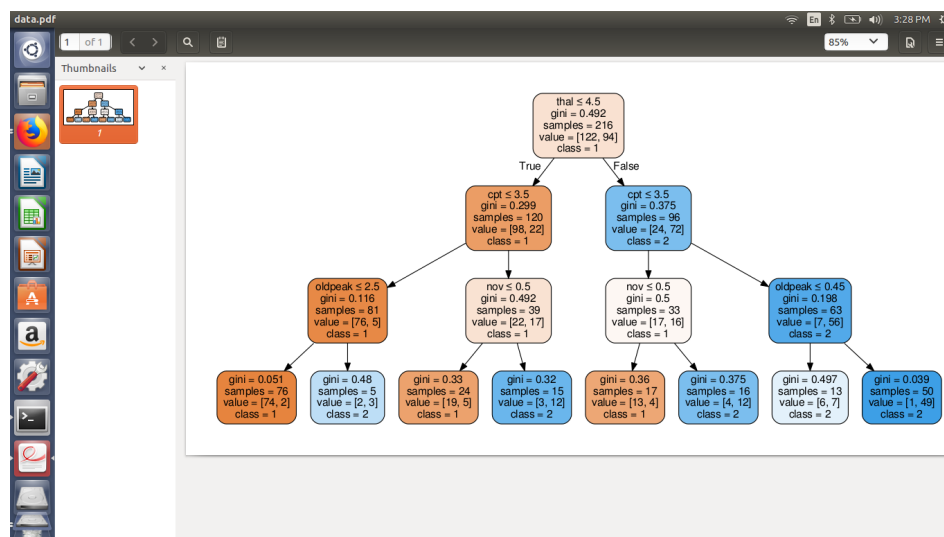 data.pdf
En
3:28 PM
1 of 1
85%
Thumbnails
1
thal ≤ 4.5
gini = 0.492
samples = 216
value = [122, 94]
class = 1
True
False
cpt ≤ 3.5
gini = 0.299
samples = 120
value = [98, 22]
class = 1
cpt ≤ 3.5
gini = 0.375
samples = 96
value = [24, 72]
class = 2
oldpeak ≤ 2.5
gini = 0.116
samples = 81
value = [76, 5]
class = 1
nov ≤ 0.5
gini = 0.492
samples = 39
value = [22, 17]
class = 1
nov ≤ 0.5
gini = 0.5
samples = 33
value = [17, 16]
class = 1
oldpeak ≤ 0.45
gini = 0.198
samples = 63
value = [7, 56]
class = 2
gini = 0.051
samples = 76
value = [74, 2]
class = 1
gini = 0.48
samples = 5
value = [2, 3]
class = 2
gini = 0.33
samples = 24
value = [19, 5]
class = 1
gini = 0.32
samples = 15
value = [3, 12]
class = 2
gini = 0.36
samples = 17
value = [13, 4]
class = 1
gini = 0.375
samples = 16
value = [4, 12]
class = 2
gini = 0.497
samples = 13
value = [6, 7]
class = 2
gini = 0.039
samples = 50
value = [1, 49]
class = 2